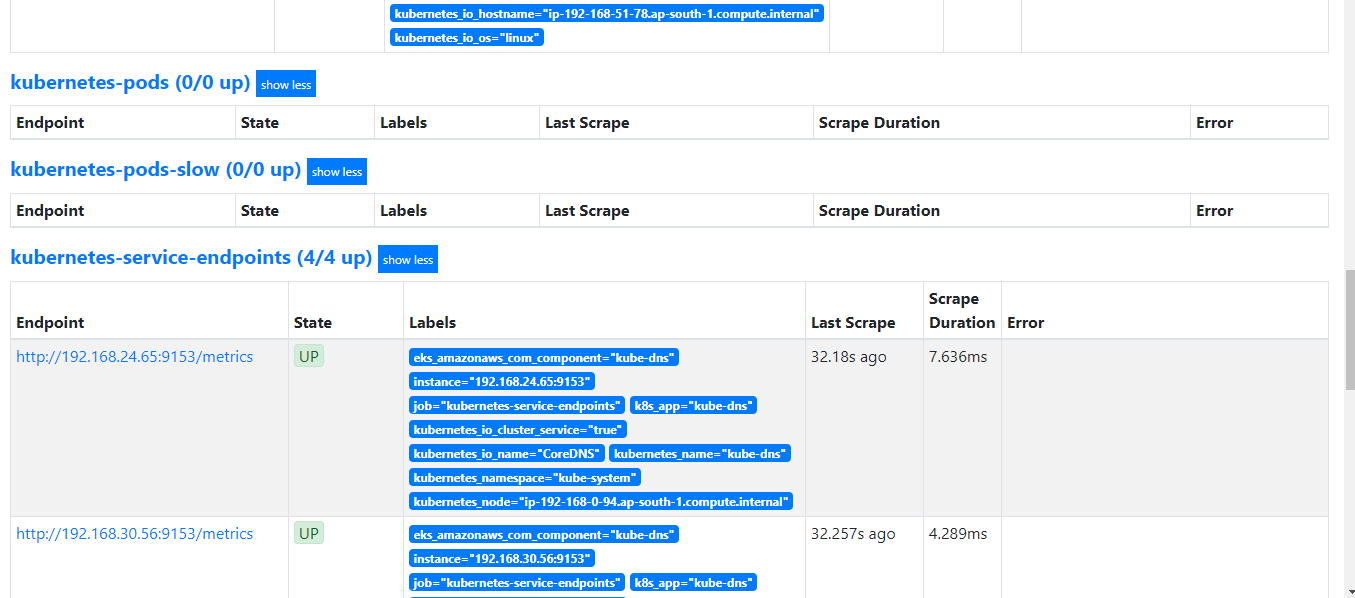 kubernetes_io_hostname="ip-192-168-51-78.ap-south-1.compute.internal"
kubernetes_io_os="linux"
kubernetes-pods (0/0 up) show less
Endpoint State Labels Last Scrape Scrape Duration Error
kubernetes-pods-slow (0/0 up) show less
Endpoint State Labels Last Scrape Scrape Duration Error
kubernetes-service-endpoints (4/4 up) show less
Endpoint State Labels Last Scrape Scrape Duration Error
http://192.168.24.65:9153/metrics UP eks_amazonaws_com_component="kube-dns" 32.18s ago 7.636ms
instance="192.168.24.65:9153"
job="kubernetes-service-endpoints" k8s_app="kube-dns"
kubernetes_io_cluster_service="true"
kubernetes_io_name="CoreDNS" kubernetes_name="kube-dns"
kubernetes_namespace="kube-system"
kubernetes_node="ip-192-168-0-94.ap-south-1.compute.internal"
http://192.168.30.56:9153/metrics UP eks_amazonaws_com_component="kube-dns" 32.257s ago 4.289ms
instance="192.168.30.56:9153"
job="kubernetes-service-endpoints" k8s_app="kube-dns"